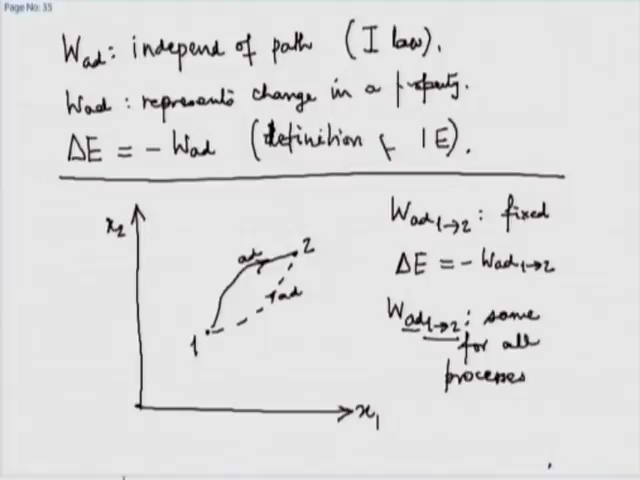 Page No: 35
Wad : independ of path (I law).
Wad : represents change in a property.
ΔE = - Wad (definition of E).
x2
ad
2
1
Wad1→2 : fixed
ΔE = - Wad1→2
Wad1→2 : same
for all
processes
x1